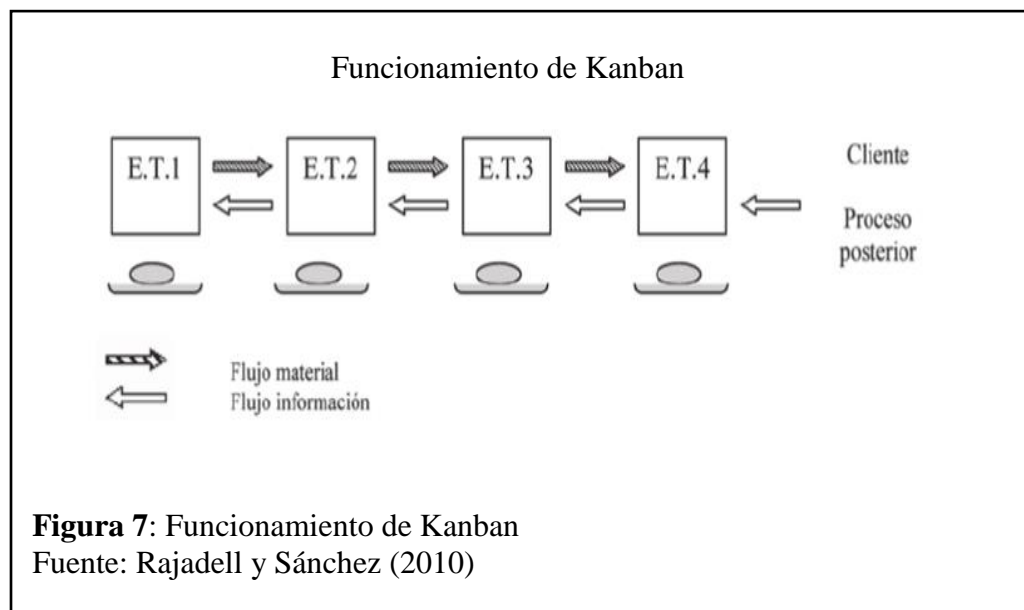 Funcionamiento de Kanban
E.T.1 E.T.2 E.T.3 E.T.4
Cliente
Proceso
posterior
Flujo material
Flujo información
Figura 7: Funcionamiento de Kanban
Fuente: Rajadell y Sánchez (2010)